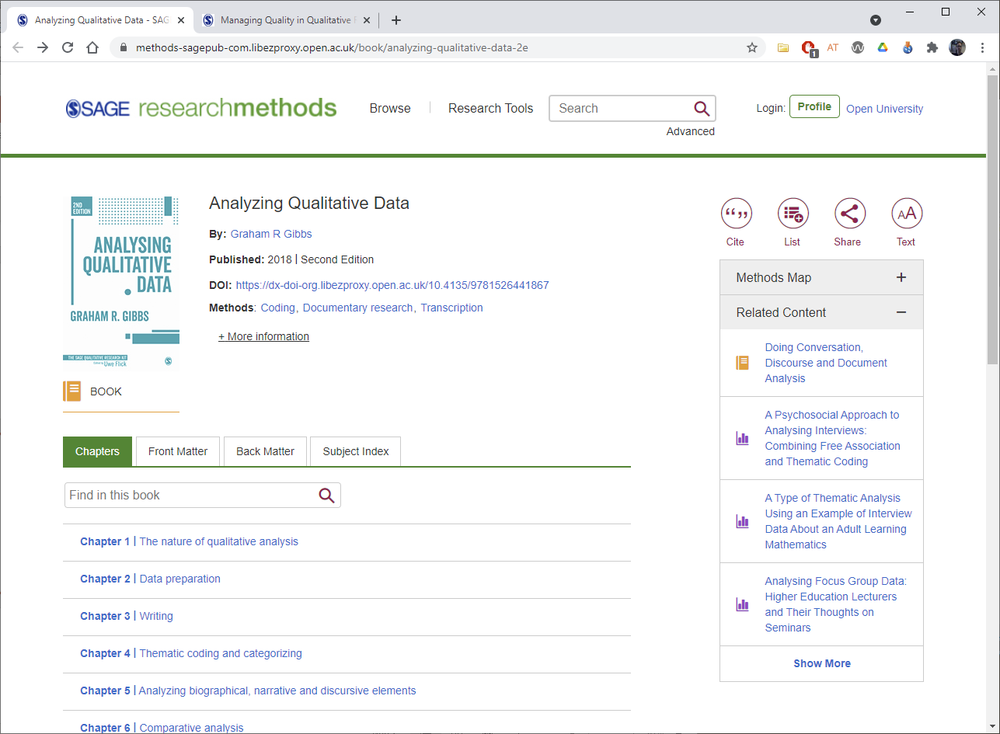 Analyzing Qualitative Data - SAG
Managing Quality in Qualitative
methods-sagepub-com.libezproxy.open.ac.uk/book/analyzing-qualitative-data-2e
1
AT
SAGE researchmethods
Browse
Research Tools
Search
Advanced
Login:
Profile
Open University
2ND
EDITION
ANALYSING
QUALITATIVE
DATA
GRAHAM R. GIBBS
THE SAGE QUALITATIVE RESEARCH KIT
Edited by Uwe Flick
BOOK
Analyzing Qualitative Data
By: Graham R Gibbs
Published: 2018 | Second Edition
DOI: https://dx-doi-org.libezproxy.open.ac.uk/10.4135/9781526441867
Methods: Coding, Documentary research, Transcription
+ More information
Cite
List
Share
AA
Text
Methods Map +
Related Content −
Doing Conversation,
Discourse and Document
Analysis
A Psychosocial Approach to
Analysing Interviews:
Combining Free Association
and Thematic Coding
A Type of Thematic Analysis
Using an Example of Interview
Data About an Adult Learning
Mathematics
Analysing Focus Group Data:
Higher Education Lecturers
and Their Thoughts on
Seminars
Show More
Chapters
Front Matter
Back Matter
Subject Index
Find in this book
Chapter 1 | The nature of qualitative analysis
Chapter 2 | Data preparation
Chapter 3 | Writing
Chapter 4 | Thematic coding and categorizing
Chapter 5 | Analyzing biographical, narrative and discursive elements
Chapter 6 | Comparative analysis